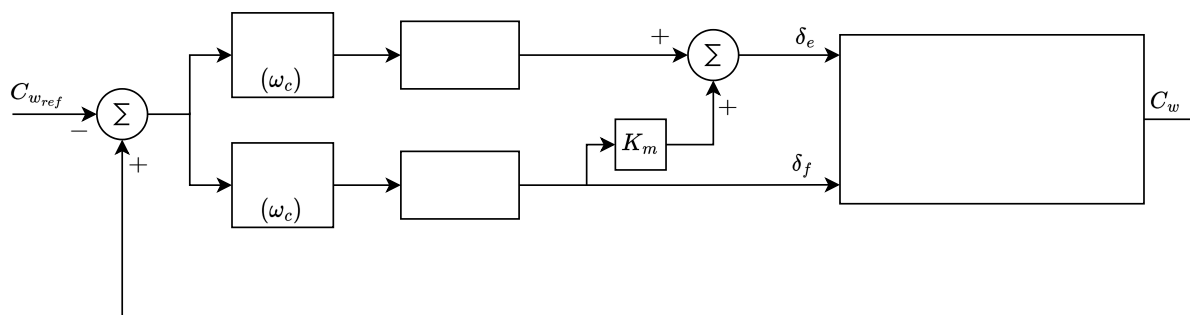 +
Σ
δ_e
(ω_c)
C_{w_{ref}}
−
Σ
+
+
K_m
C_w
δ_f
(ω_c)